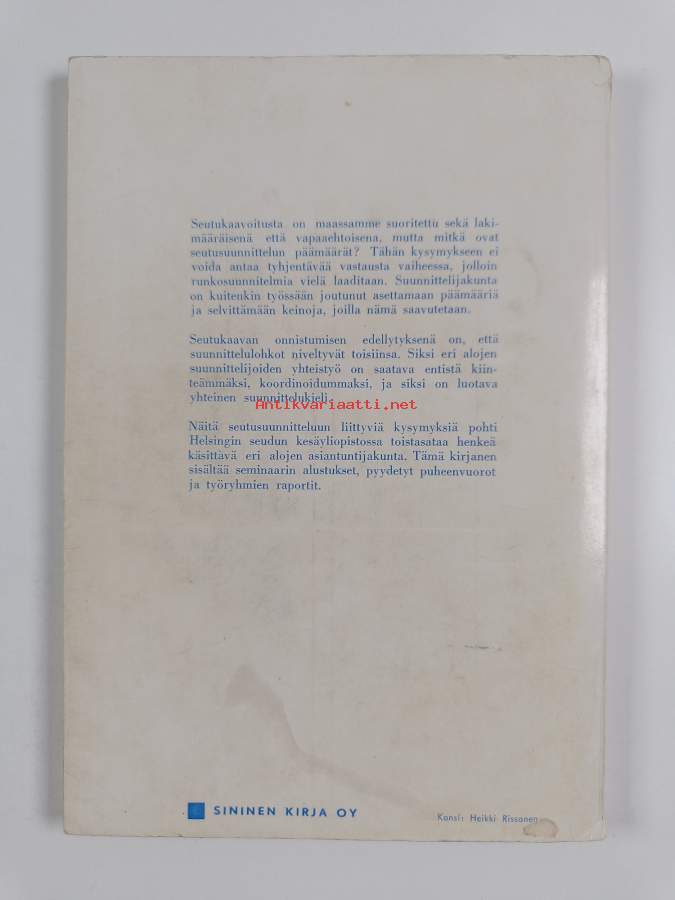 Seutukaavoitusta on maassamme suoritettu sekä laki-
määräisenä että vapaaehtoisena, mutta mitkä ovat
seutusuunnittelun päämäärät? Tähän kysymykseen ei
voida antaa tyhjentävää vastausta vaiheessa, jolloin
runkosuunnitelmia vielä laaditaan. Suunnittelijakunta
on kuitenkin työssään joutunut asettamaan päämääriä
ja selvittämään keinoja, joilla nämä saavutetaan.
Seutukaavan onnistumisen edellytyksenä on, että
suunnittelulohkot niveltyvät toisiinsa. Siksi eri alojen
suunnittelijoiden yhteistyö on saatava entistä kiin-
teämmäksi, koordinoidummaksi, ja siksi on luotava
yhteinen suunnittelukieli.
Antikvariaatti.net
Näitä seutusuunnitteluun liittyviä kysymyksiä pohti
Helsingin seudun kesäyliopistossa toistasataa henkeä
käsittävä eri alojen asiantuntijakunta. Tämä kirjanen
sisältää seminaarin alustukset, pyydetyt puheenvuorot
ja työryhmien raportit.
SININEN KIRJA OY
Kansi: Heikki Rissanen